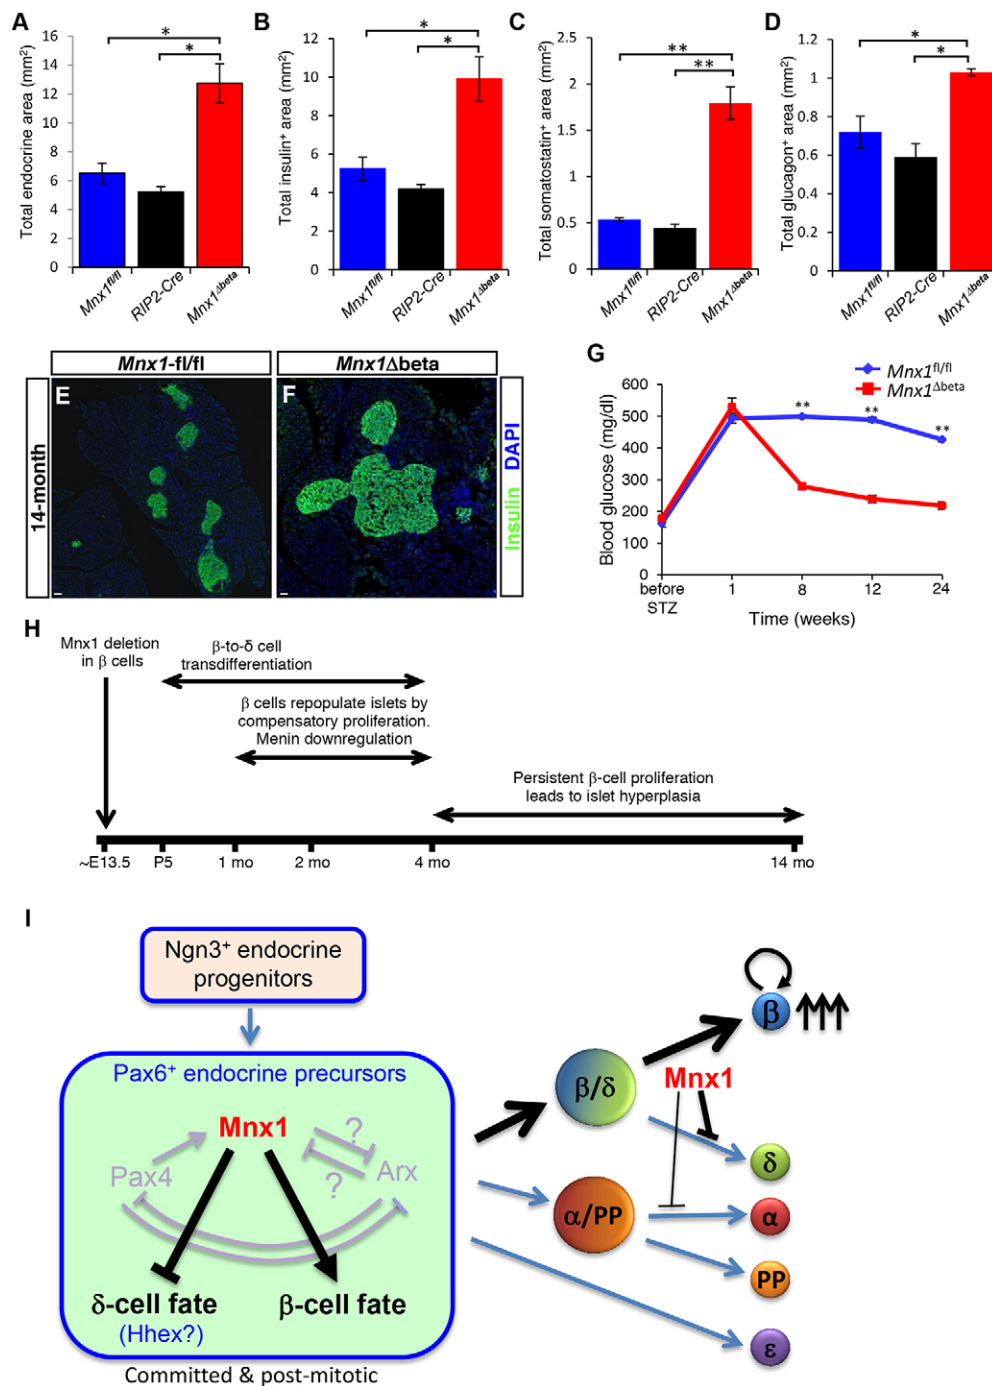 A
Total endocrine area (mm²)
16
14
12
10
8
6
4
2
0
*
*
Mnx1fl/fl
RIP2-Cre
Mnx1Δbeta
B
Total insulin⁺ area (mm²)
12
10
8
6
4
2
0
*
*
Mnx1fl/fl
RIP2-Cre
Mnx1Δbeta
C
Total somatostatin⁺ area (mm²)
2.5
2
1.5
1
0.5
0
**
**
Mnx1fl/fl
RIP2-Cre
Mnx1Δbeta
D
Total glucagon⁺ area (mm²)
1.2
1
0.8
0.6
0.4
0.2
0
*
*
Mnx1fl/fl
RIP2-Cre
Mnx1Δbeta
Mnx1-fl/fl
Mnx1Δbeta
14-month
E
F
Insulin DAPI
G
Mnx1fl/fl
Mnx1Δbeta
Blood glucose (mg/dl)
600
500
400
300
200
100
0
**
**
**
before
STZ
1
8
12
24
Time (weeks)
H
Mnx1 deletion
in β cells
β-to-δ cell
transdifferentiation
β cells repopulate islets by
compensatory proliferation.
Menin downregulation
Persistent β-cell proliferation
leads to islet hyperplasia
~E13.5
P5
1 mo
2 mo
4 mo
14 mo
I
Ngn3⁺ endocrine
progenitors
Pax6⁺ endocrine precursors
Mnx1
?
Pax4
?
Arx
δ-cell fate
(Hhex?)
β-cell fate
Committed & post-mitotic
β/δ
α/PP
Mnx1
β
δ
α
PP
ε